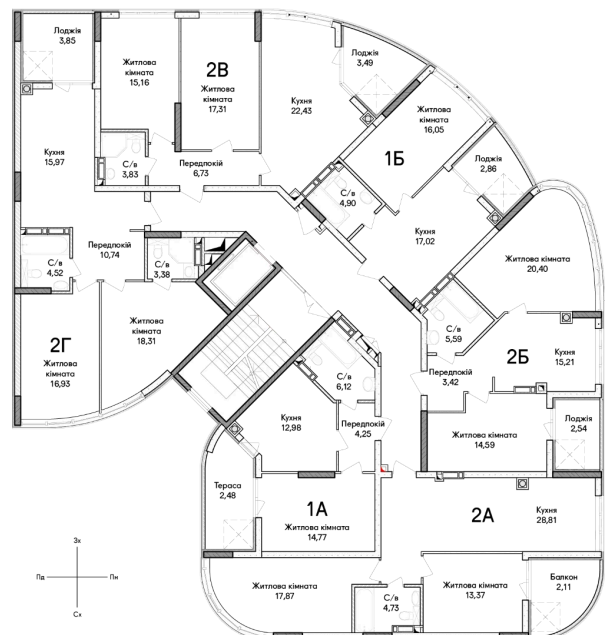 Лоджія
3,85
Житлова
кімната
15,16
2В
Житлова
кімната
17,31
Кухня
22,43
Лоджія
3,49
Житлова
кімната
16,05
1Б
Лоджія
2,86
Кухня
15,97
С/в
3,83
Передпокій
6,73
С/в
4,90
Кухня
17,02
Житлова кімната
20,40
Передпокій
10,74
С/в
4,52
С/в
3,38
Житлова
кімната
18,31
2Г
Житлова
кімната
16,93
С/в
5,59
2Б
Кухня
15,21
Передпокій
3,42
С/в
6,12
Кухня
12,98
Передпокій
4,25
Житлова кімната
14,59
Лоджія
2,54
Тераса
2,48
1А
Житлова кімната
14,77
2А
Кухня
28,81
Житлова кімната
17,87
С/в
4,73
Житлова кімната
13,37
Балкон
2,11
Зх
Пд
Пн
Сх